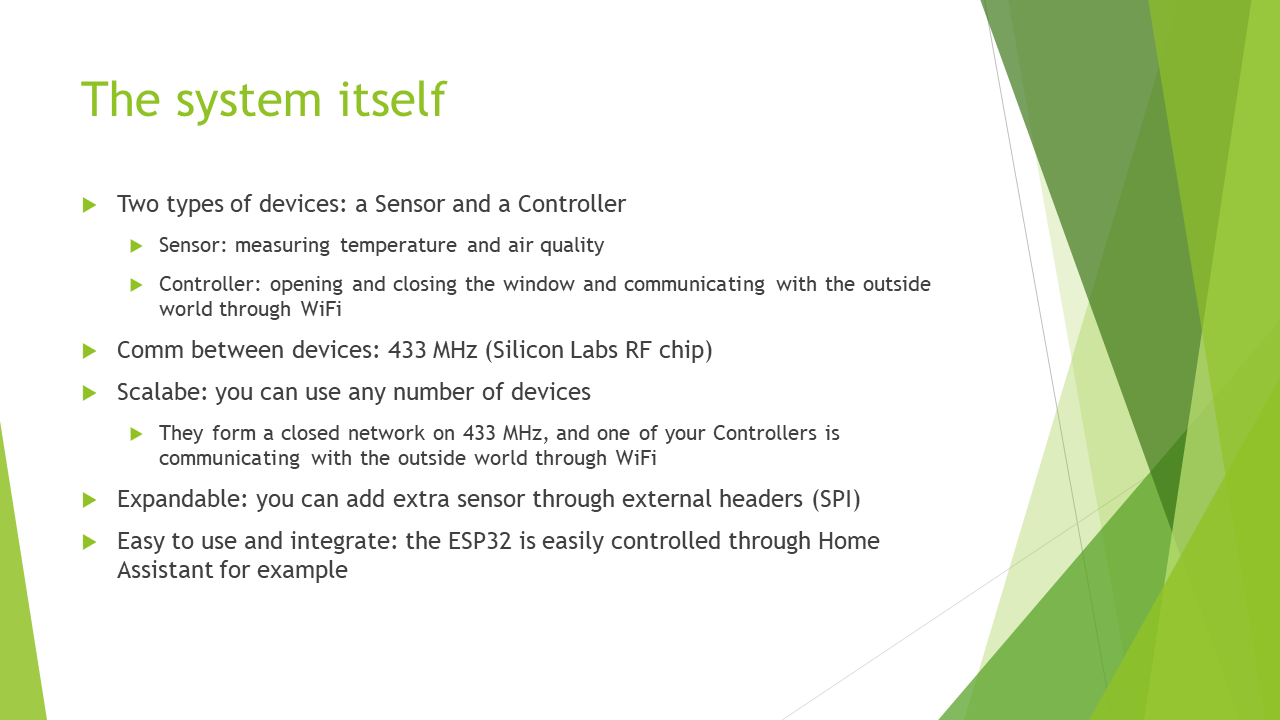 The system itself
Two types of devices: a Sensor and a Controller
Sensor: measuring temperature and air quality
Controller: opening and closing the window and communicating with the outside
world through WiFi
Comm between devices: 433 MHz (Silicon Labs RF chip)
Scalabe: you can use any number of devices
They form a closed network on 433 MHz, and one of your Controllers is
communicating with the outside world through WiFi
Expandable: you can add extra sensor through external headers (SPI)
Easy to use and integrate: the ESP32 is easily controlled through Home
Assistant for example